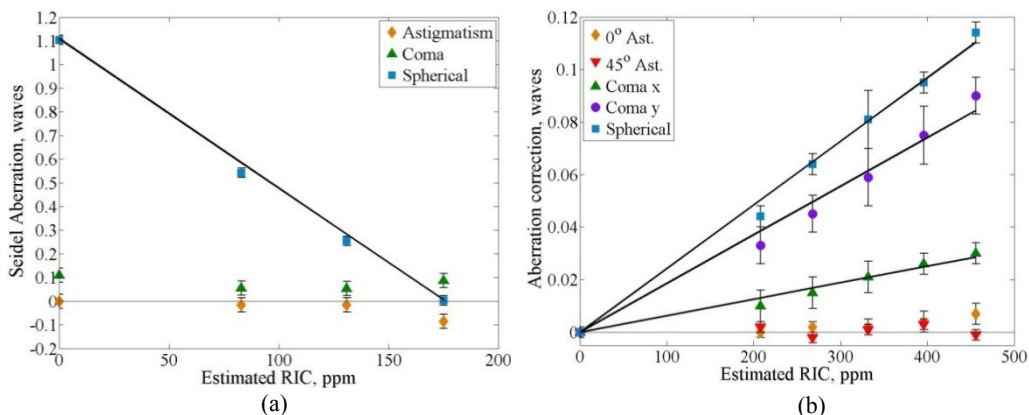 1.2
1.1
1
0.9
0.8
0.7
0.6
0.5
0.4
0.3
0.2
0.1
0
-0.1
-0.2
Seidel Aberration, waves
Astigmatism
Coma
Spherical
0 50 100 150 200
Estimated RIC, ppm
(a)
0.12
0.1
0.08
0.06
0.04
0.02
0
Aberration correction, waves
0° Ast.
45° Ast.
Coma x
Coma y
Spherical
0 100 200 300 400 500
Estimated RIC, ppm
(b)